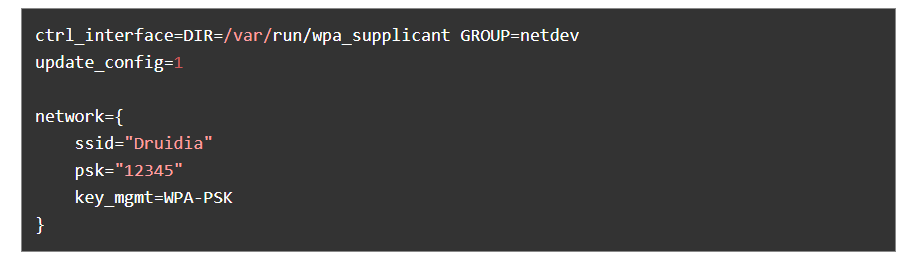 ctrl_interface=DIR=/var/run/wpa_supplicant GROUP=netdev
update_config=1
network={
ssid="Druidia"
psk="12345"
key_mgmt=WPA-PSK
}